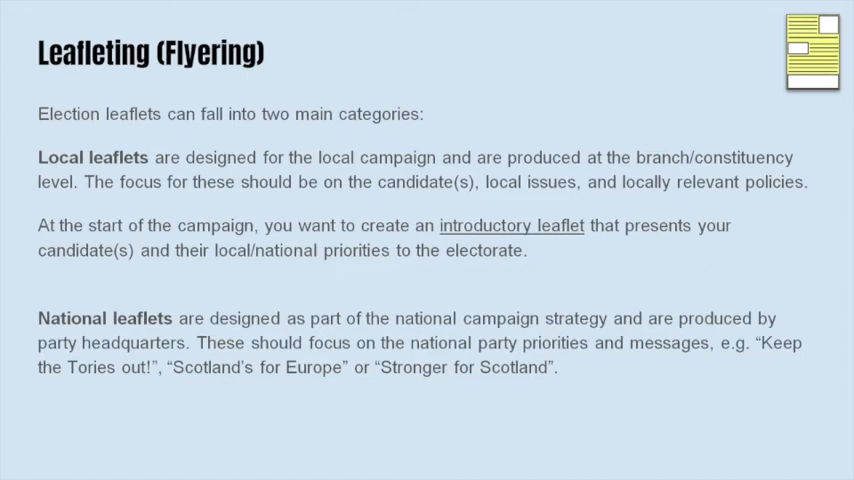 Leafleting (Flyering)
Election leaflets can fall into two main categories:
Local leaflets are designed for the local campaign and are produced at the branch/constituency
level. The focus for these should be on the candidate(s), local issues, and locally relevant policies.
At the start of the campaign, you want to create an introductory leaflet that presents your
candidate(s) and their local/national priorities to the electorate.
National leaflets are designed as part of the national campaign strategy and are produced by
party headquarters. These should focus on the national party priorities and messages, e.g. “Keep
the Tories out!”, “Scotland’s for Europe” or “Stronger for Scotland”.